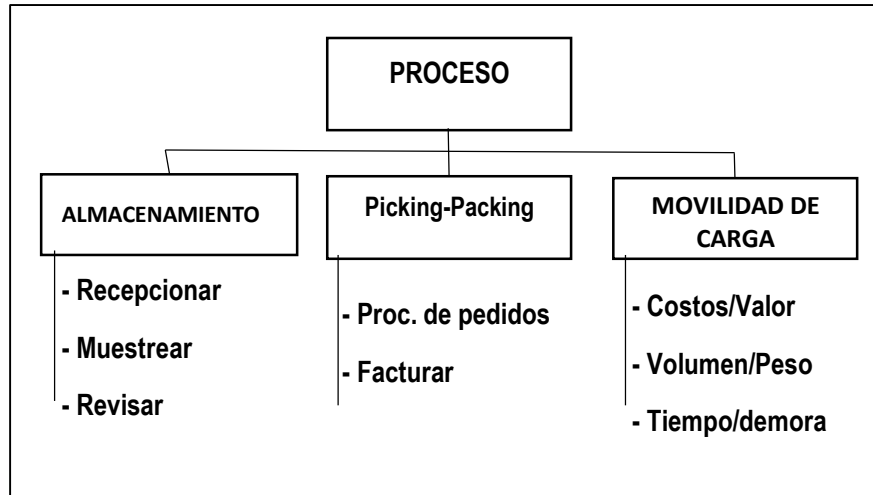 PROCESO
ALMACENAMIENTO
- Recepcionar
- Muestrear
- Revisar
Picking-Packing
- Proc. de pedidos
- Facturar
MOVILIDAD DE
CARGA
- Costos/Valor
- Volumen/Peso
- Tiempo/demora